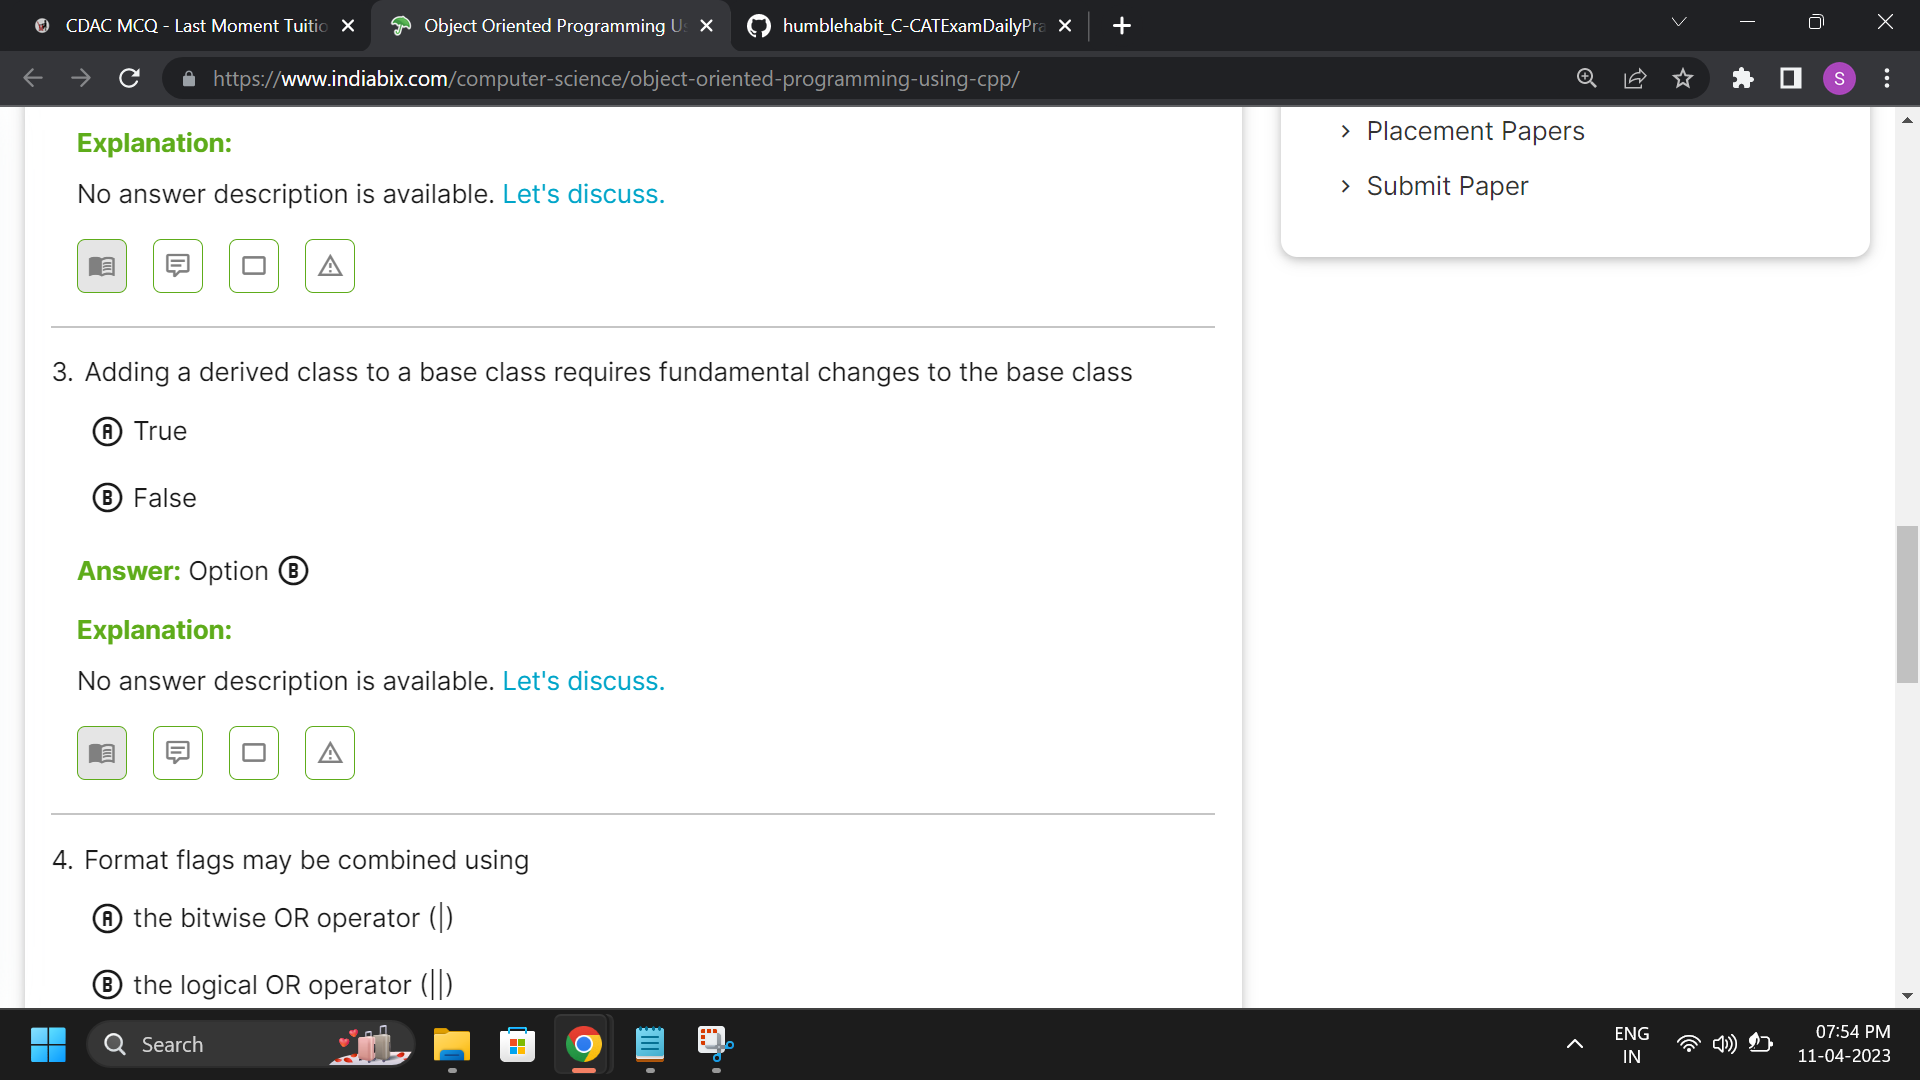 CDAC MCQ - Last Moment Tuitio
Object Oriented Programming U
humblehabit_C-CATExamDailyPra
https://www.indiabix.com/computer-science/object-oriented-programming-using-cpp/
S
Explanation:
No answer description is available. Let's discuss.
Placement Papers
Submit Paper
3. Adding a derived class to a base class requires fundamental changes to the base class
A True
B False
Answer: Option B
Explanation:
No answer description is available. Let's discuss.
4. Format flags may be combined using
A the bitwise OR operator (|)
B the logical OR operator (||)
Search
ENG
IN
07:54 PM
11-04-2023